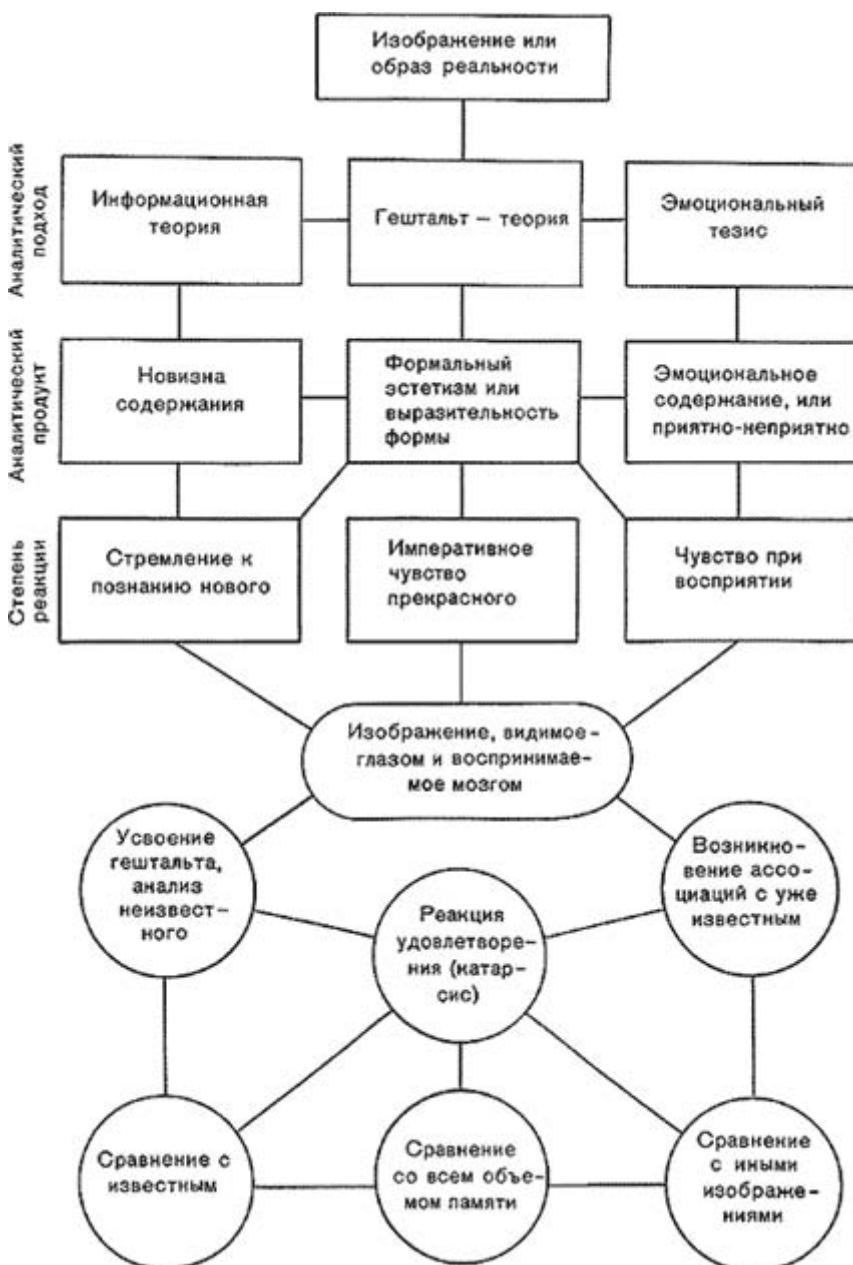 Изображение или
образ реальности
Аналитический
подход
Информационная
теория
Гештальт – теория
Эмоциональный
тезис
Аналитический
продукт
Новизна
содержания
Формальный
эстетизм или
выразительность
формы
Эмоциональное
содержание, или
приятно-неприятно
Степень
реакции
Стремление к
познанию нового
Императивное
чувство
прекрасного
Чувство при
восприятии
Изображение, видимое-
глазом и воспринимае-
мое мозгом
Усвоение
гештальта,
анализ
неизвест-
ного
Реакция
удовлетворе-
ния (катар-
сис)
Возникно-
вение ассо-
циаций с уже
известным
Сравнение с
известным
Сравнение
со всем объе-
мом памяти
Сравнение
с иными
изображе-
ниями